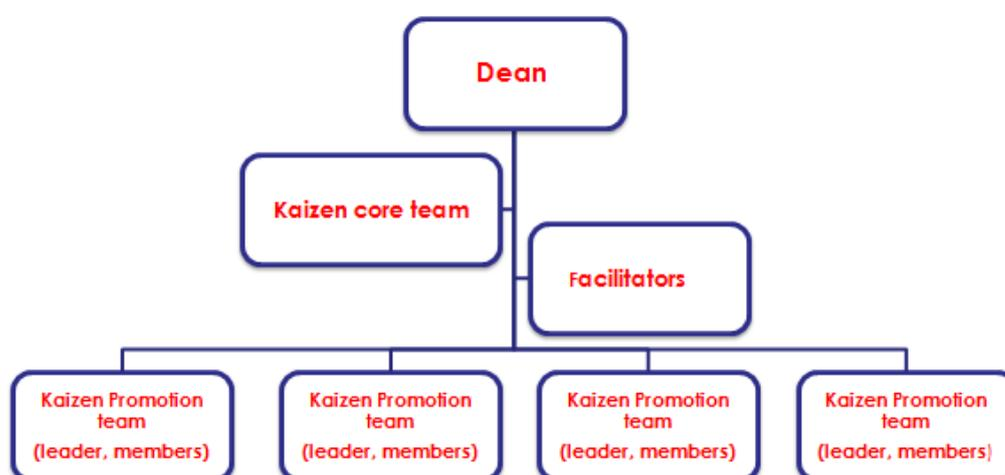 Dean
Kaizen core team
Facilitators
Kaizen Promotion
team
(leader, members)
Kaizen Promotion
team
(leader, members)
Kaizen Promotion
team
(leader, members)
Kaizen Promotion
team
(leader, members)